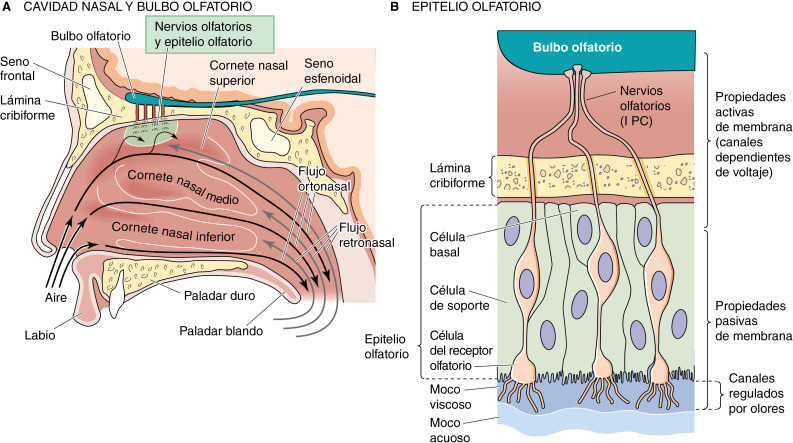 A CAVIDAD NASAL Y BULBO OLFATORIO
Bulbo olfatorio
Nervios olfatorios
y epitelio olfatorio
Seno
frontal
Cornete nasal
superior
Seno
esfenoidal
Lámina
cribiforme
Flujo
ortonasal
Cornete nasal medio
Cornete nasal inferior
Flujo
retronasal
Aire
Paladar duro
Labio
Paladar blando
B EPITELIO OLFATORIO
Bulbo olfatorio
Nervios
olfatorios
(I PC)
Propiedades
activas
de membrana
(canales
dependientes
de voltaje)
Lámina
cribiforme
Célula
basal
Célula
de soporte
Epitelio
olfatorio
Célula
del receptor
olfatorio
Propiedades
pasivas
de membrana
Moco
viscoso
Canales
regulados
por olores
Moco
acuoso